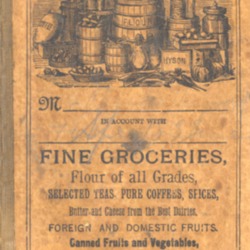 HYSON
M
IN ACCOUNT WITH
FINE GROCERIES,
Flour of all Grades,
SELECTED TEAS, PURE COFFEES, SPICES,
Butter and Cheese from the Best Dairies,
FOREIGN AND DOMESTIC FRUITS.
Canned Fruits and Vegetables,